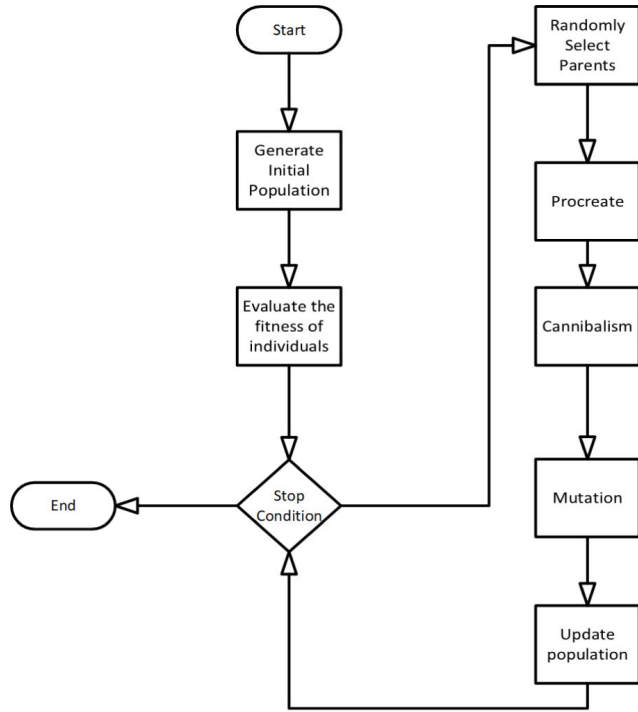 Start
Generate
Initial
Population
Evaluate the
fitness of
individuals
Stop
Condition
End
Randomly
Select
Parents
Procreate
Cannibalism
Mutation
Update
population